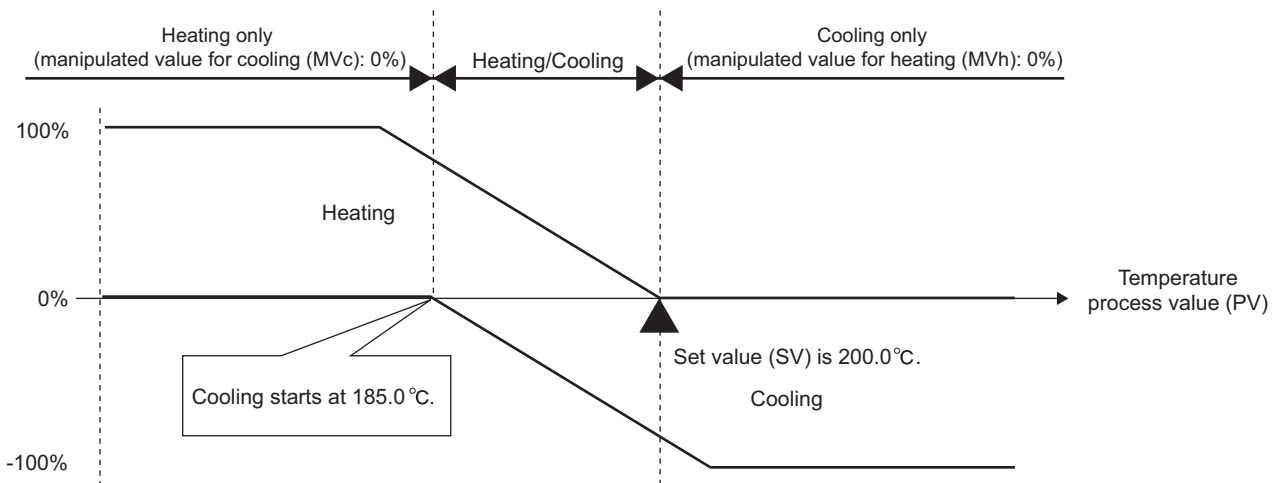 Heating only
(manipulated value for cooling (MVc): 0%)
Heating/Cooling
Cooling only
(manipulated value for heating (MVh): 0%)
100%
Heating
0%
Temperature
process value (PV)
Set value (SV) is 200.0℃.
Cooling starts at 185.0℃.
Cooling
-100%